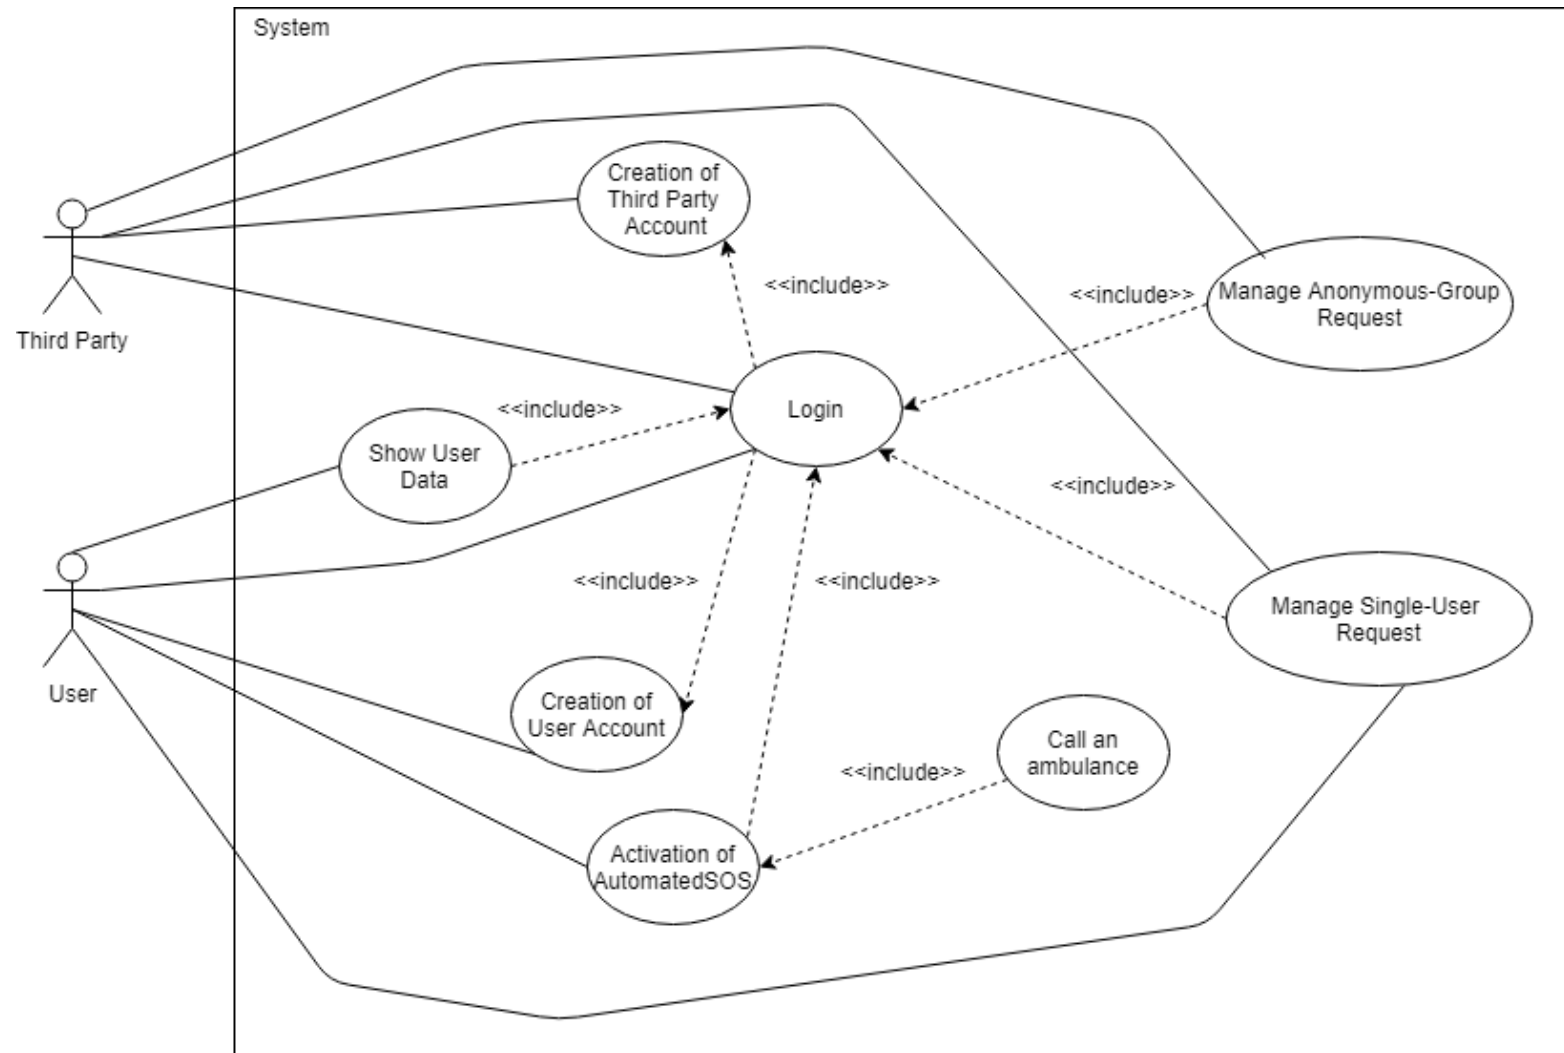 System
Creation of
Third Party
Account
<<include>>
<<include>>
Manage Anonymous-Group
Request
Third Party
<<include>>
Login
Show User
Data
<<include>>
<<include>>
<<include>>
Manage Single-User
Request
User
Creation of
User Account
Call an
ambulance
<<include>>
Activation of
AutomatedSOS